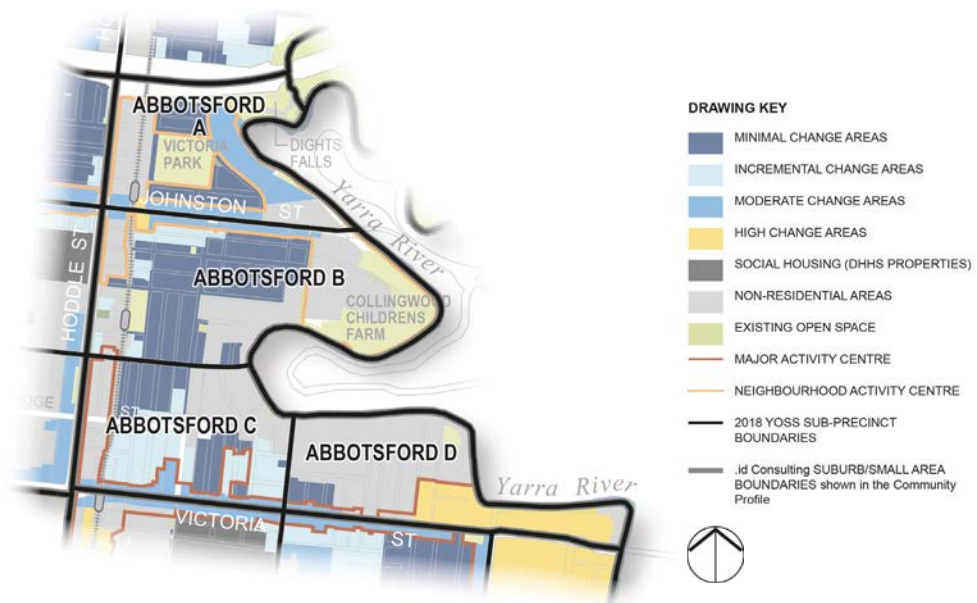 ABBOTSFORD
A
VICTORIA
PARK
DIGHTS
FALLS
JOHNSTON
ST
Yarra River
HODDLE ST
ABBOTSFORD B
COLLINGWOOD
CHILDRENS
FARM
ST
ABBOTSFORD C
ABBOTSFORD D
Yarra River
VICTORIA
ST
DRAWING KEY
MINIMAL CHANGE AREAS
INCREMENTAL CHANGE AREAS
MODERATE CHANGE AREAS
HIGH CHANGE AREAS
SOCIAL HOUSING (DHHS PROPERTIES)
NON-RESIDENTIAL AREAS
EXISTING OPEN SPACE
MAJOR ACTIVITY CENTRE
NEIGHBOURHOOD ACTIVITY CENTRE
2018 YOSS SUB-PRECINCT
BOUNDARIES
.id Consulting SUBURB/SMALL AREA
BOUNDARIES shown in the Community
Profile